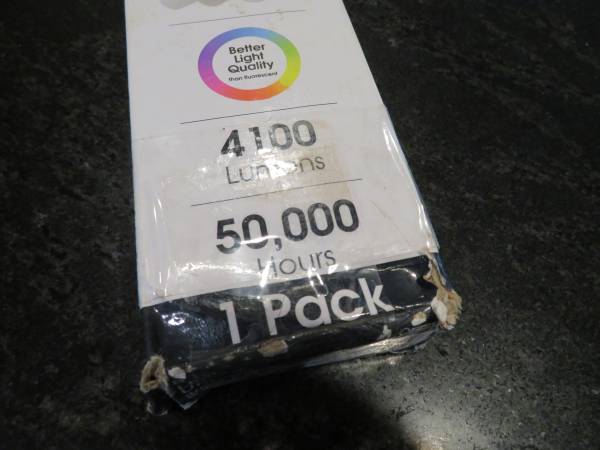 Better
Light
Quality
than fluorescent
4100
Lumens
50,000
Hours
1 Pack